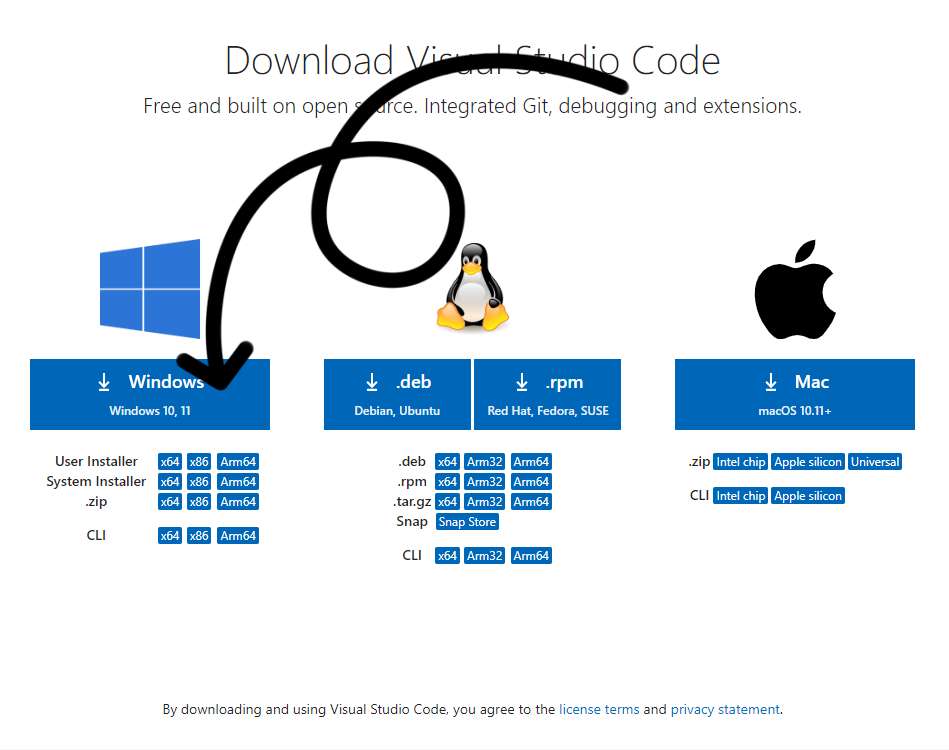 Download Visual Studio Code
Free and built on open source. Integrated Git, debugging and extensions.
Windows
Windows 10, 11
.deb
Debian, Ubuntu
.rpm
Red Hat, Fedora, SUSE
Mac
macOS 10.11+
User Installer x64 x86 Arm64
System Installer x64 x86 Arm64
.zip x64 x86 Arm64
CLI x64 x86 Arm64
.deb x64 Arm32 Arm64
.rpm x64 Arm32 Arm64
.tar.gz x64 Arm32 Arm64
Snap Snap Store
CLI x64 Arm32 Arm64
.zip Intel chip Apple silicon Universal
CLI Intel chip Apple silicon
By downloading and using Visual Studio Code, you agree to the license terms and privacy statement.